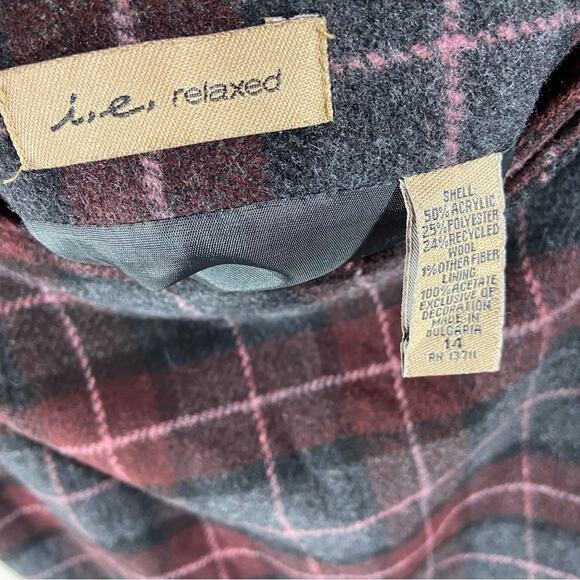 i.e. relaxed
SHELL
50% ACRYLIC
25% POLYESTER
24% RECYCLED
WOOL
1% OTHER FIBER
LINING
100% ACETATE
EXCLUSIVE OF
DECORATION
MADE IN
BULGARIA
14
RN 13711